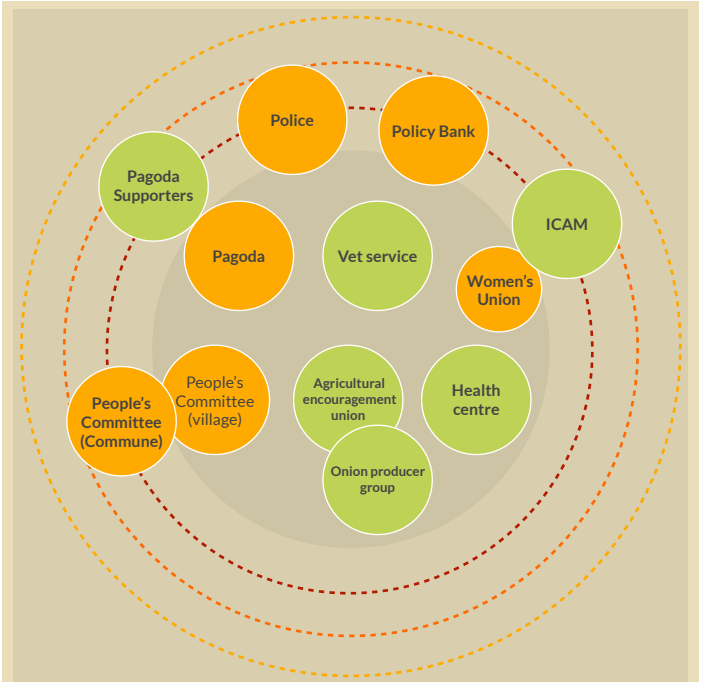 Police
Policy Bank
Pagoda
Supporters
ICAM
Pagoda
Vet service
Women’s
Union
People’s
Committee
(Commune)
People’s
Committee
(village)
Agricultural
encouragement
union
Health
centre
Onion producer
group